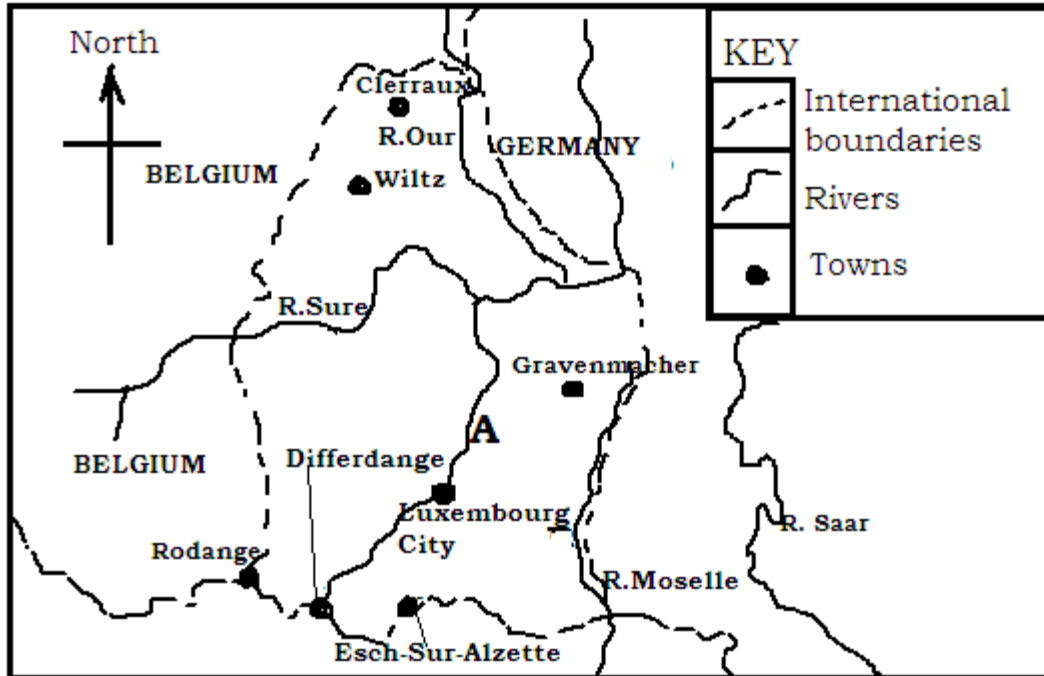 North
KEY
International
boundaries
Rivers
Towns
Clerraux
R.Our
GERMANY
BELGIUM
Wiltz
R.Sure
Gravenmacher
A
BELGIUM
Differdange
Luxembourg
City
R. Saar
Rodange
R.Moselle
Esch-Sur-Alzette